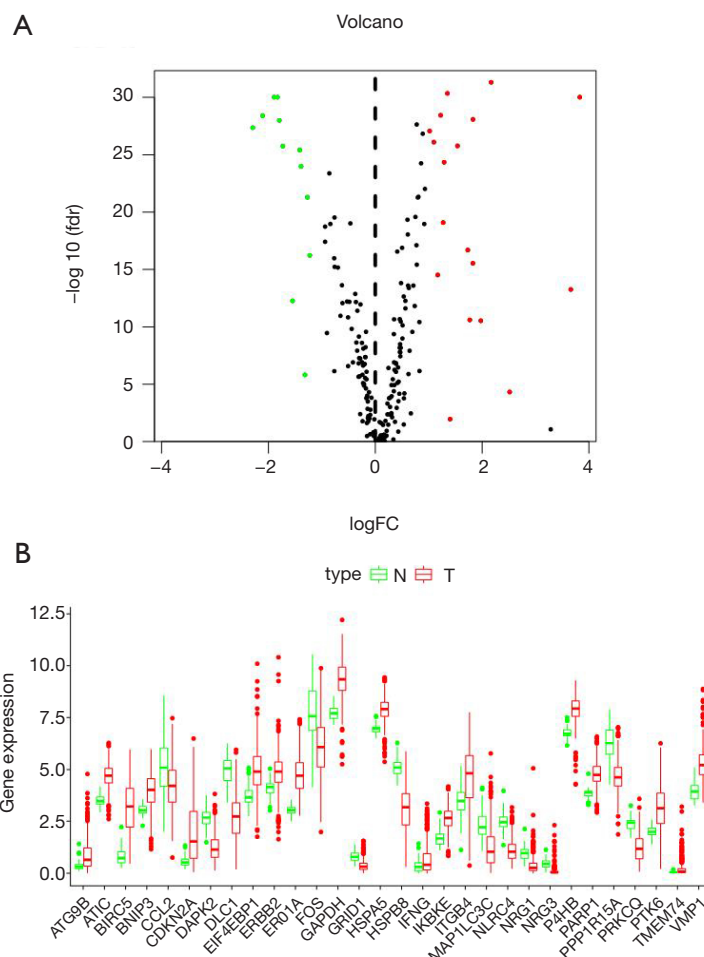 A
Volcano
30
25
20
15
10
5
0
-log 10 (fdr)
−4 −2 0 2 4
logFC
B
type N T
12.5
10.0
7.5
5.0
2.5
0.0
Gene expression
ATG9B
ATIC
BIRC5
BNIP3
CCL2
CDKN2A
DAPK2
DLC1
EIF4EBP1
ERBB2
ERO1A
FOS
GAPDH
GRID1
HSPA5
HSPB8
IFNG
IKBKE
ITGB4
MAP1LC3C
NLRC4
NRG1
NRG3
P4HB
PARP1
PPP1R15A
PRKCQ
PTK6
TMEM74
VMP1